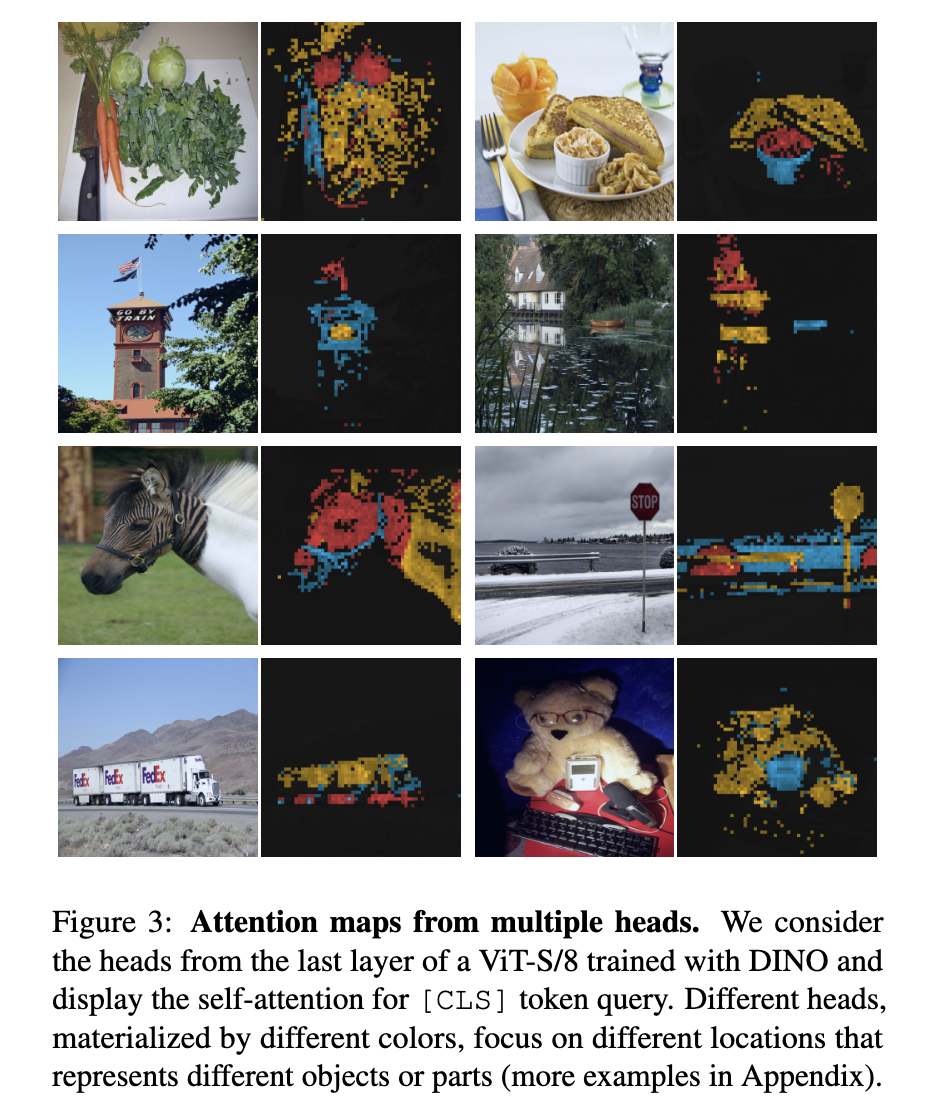 GO BY
TRAIN
STOP
FedEx
FedEx
FedEx
Figure 3: Attention maps from multiple heads. We consider
the heads from the last layer of a ViT-S/8 trained with DINO and
display the self-attention for [CLS] token query. Different heads,
materialized by different colors, focus on different locations that
represents different objects or parts (more examples in Appendix).